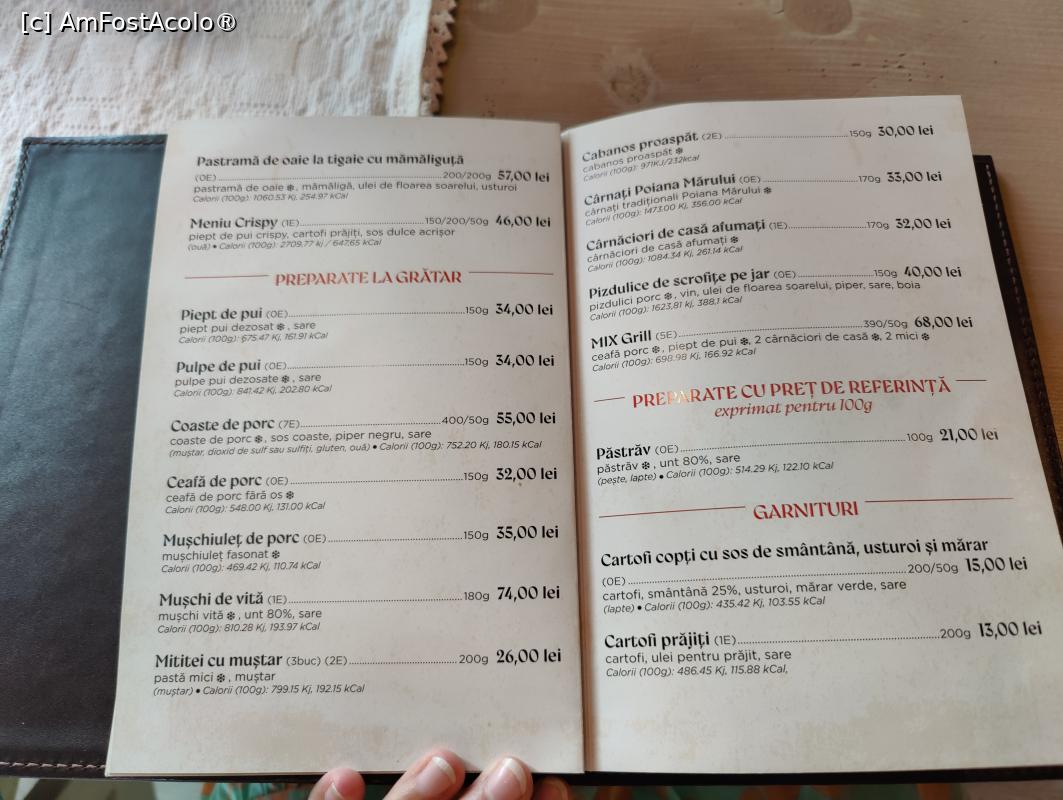 [c] AmFostAcolo®
Pastramă de oaie la tigaie cu mămăliguță
(0E) 200/200g 57,00 lei
pastramă de oaie ❄, mămăligă, ulei de floarea soarelui, usturoi
Calorii (100g): 1060.53 Kj, 254.97 kCal
Meniu Crispy (1E) 150/200/50g 46,00 lei
piept de pui crispy, cartofi prăjiți, sos dulce acrișor
(ouă) • Calorii (100g): 2709.77 kj / 647.65 kCal
PREPARATE LA GRĂTAR
Piept de pui (0E) 150g 34,00 lei
piept pui dezosat ❄, sare
Calorii (100g): 675.47 Kj, 161.91 kCal
Pulpe de pui (0E) 150g 34,00 lei
pulpe pui dezosate ❄, sare
Calorii (100g): 841.42 Kj, 202.80 kCal
Coaste de porc (7E) 400/50g 55,00 lei
coaste de porc ❄, sos coaste, piper negru, sare
(muștar, dioxid de sulf sau sulfiți, gluten, ouă) • Calorii (100g): 752.20 Kj, 180.15 kCal
Ceafă de porc (0E) 150g 32,00 lei
ceafă de porc fără os ❄
Calorii (100g): 548.00 Kj, 131.00 kCal
Mușchiuleț de porc (0E) 150g 35,00 lei
mușchiuleț fasonat ❄
Calorii (100g): 469.42 Kj, 110.74 kCal
Mușchi de vită (1E) 180g 74,00 lei
mușchi vită ❄, unt 80%, sare
Calorii (100g): 810.28 Kj, 193.97 kCal
Mititei cu muștar (3buc) (2E) 200g 26,00 lei
pastă mici ❄, muștar
(muștar) • Calorii (100g): 799.15 Kj, 192.15 kCal
Cabanos proaspăt (2E) 150g 30,00 lei
cabanos proaspăt ❄
Calorii (100g): 971KJ/232kcal
Cârnați Poiana Mărului (0E) 170g 33,00 lei
cârnați tradiționali Poiana Mărului ❄
Calorii (100g): 1473.00 Kj, 356.00 kCal
Cârnăciori de casă afumați (1E) 170g 32,00 lei
cârnăciori de casă afumați ❄
Calorii (100g): 1084.34 Kj, 261.14 kCal
Pizdulice de scrofițe pe jar (0E) 150g 40,00 lei
pizdulici porc ❄, vin, ulei de floarea soarelui, piper, sare, boia
Calorii (100g): 1623,81 kj, 388,1 kCal
MIX Grill (5E) 390/50g 68,00 lei
ceafă porc ❄, piept de pui ❄, 2 cârnăciori de casă ❄, 2 mici ❄
Calorii (100g): 698.98 Kj, 166.92 kCal
PREPARATE CU PREȚ DE REFERINȚĂ
exprimat pentru 100g
Păstrăv (0E) 100g 21,00 lei
păstrăv ❄, unt 80%, sare
(pește, lapte) • Calorii (100g): 514.29 Kj, 122.10 kCal
GARNITURI
Cartofi copți cu sos de smântână, usturoi și mărar
(0E) 200/50g 15,00 lei
cartofi, smântână 25%, usturoi, mărar verde, sare
(lapte) • Calorii (100g): 435.42 Kj, 103.55 kCal
Cartofi prăjiți (1E) 200g 13,00 lei
cartofi, ulei pentru prăjit, sare
Calorii (100g): 486.45 Kj, 115.88 kCal,